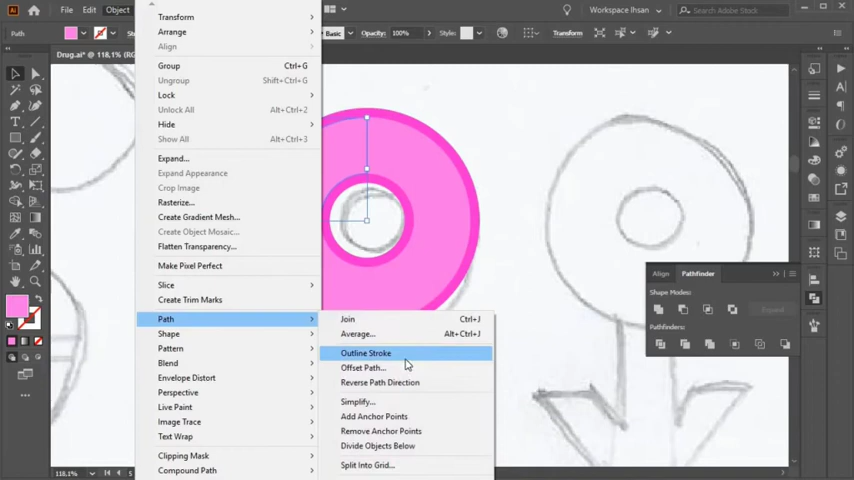 Ai File Edit Object Workspace Ihsan Search Adobe Stock
Path Basic Opacity: 100% Style: Transform
Drug.ai* @ 118,1%
Transform
Arrange
Align
Group Ctrl+G
Ungroup Shift+Ctrl+G
Lock
Unlock All Alt+Ctrl+2
Hide
Show All Alt+Ctrl+3
Expand...
Expand Appearance
Crop Image
Rasterize...
Create Gradient Mesh...
Create Object Mosaic...
Flatten Transparency...
Make Pixel Perfect
Slice
Create Trim Marks
Path
Shape
Pattern
Blend
Envelope Distort
Perspective
Live Paint
Image Trace
Text Wrap
Clipping Mask
Compound Path
Join Ctrl+J
Average... Alt+Ctrl+J
Outline Stroke
Offset Path...
Reverse Path Direction
Simplify...
Add Anchor Points
Remove Anchor Points
Divide Objects Below
Split Into Grid...
Align Pathfinder
Shape Modes:
Expand
Pathfinders:
118,1% 5